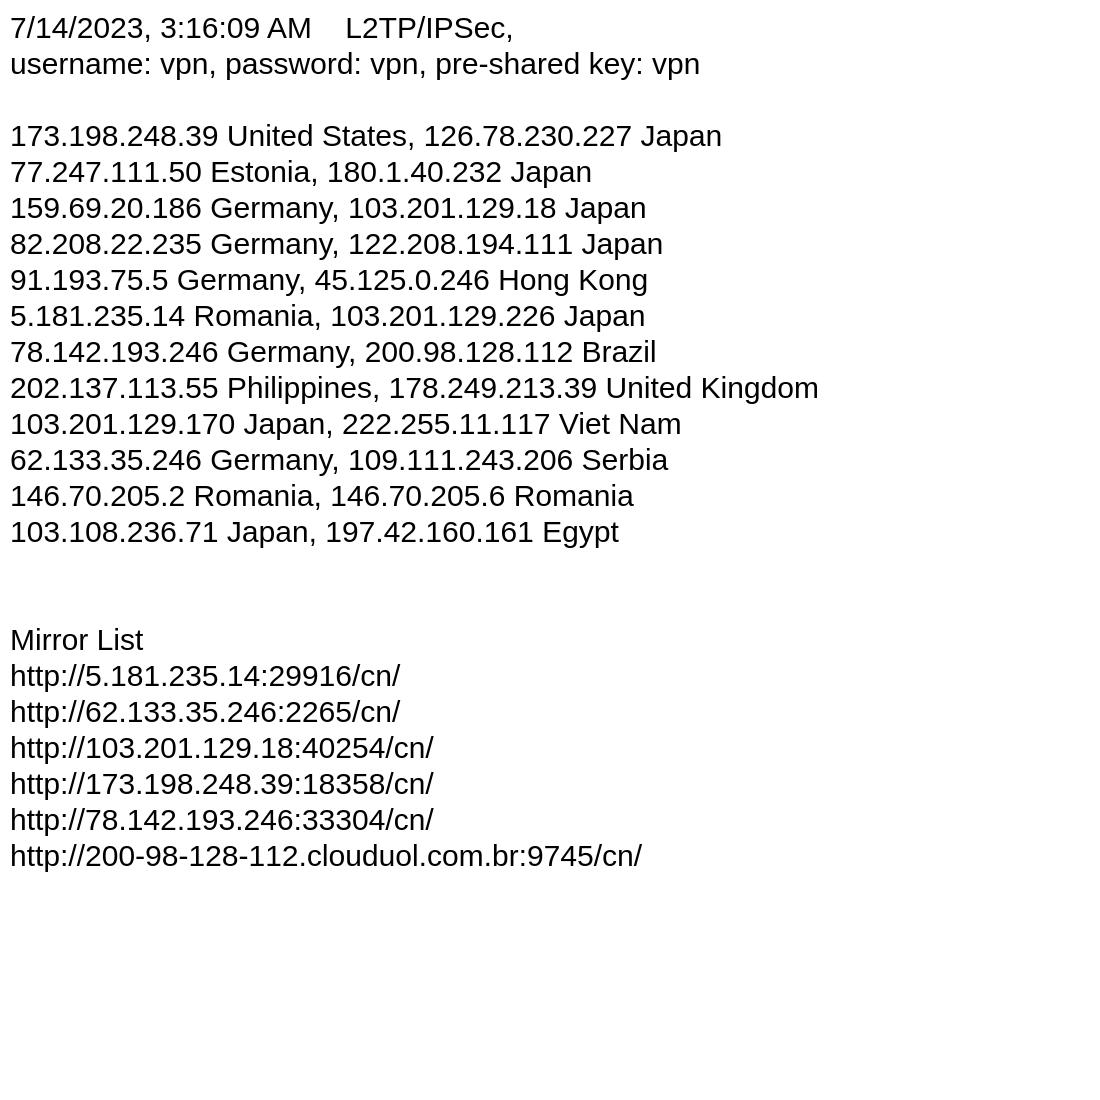 7/14/2023, 3:16:09 AM    L2TP/IPSec,
username: vpn, password: vpn, pre-shared key: vpn
173.198.248.39 United States, 126.78.230.227 Japan
77.247.111.50 Estonia, 180.1.40.232 Japan
159.69.20.186 Germany, 103.201.129.18 Japan
82.208.22.235 Germany, 122.208.194.111 Japan
91.193.75.5 Germany, 45.125.0.246 Hong Kong
5.181.235.14 Romania, 103.201.129.226 Japan
78.142.193.246 Germany, 200.98.128.112 Brazil
202.137.113.55 Philippines, 178.249.213.39 United Kingdom
103.201.129.170 Japan, 222.255.11.117 Viet Nam
62.133.35.246 Germany, 109.111.243.206 Serbia
146.70.205.2 Romania, 146.70.205.6 Romania
103.108.236.71 Japan, 197.42.160.161 Egypt
Mirror List
http://5.181.235.14:29916/cn/
http://62.133.35.246:2265/cn/
http://103.201.129.18:40254/cn/
http://173.198.248.39:18358/cn/
http://78.142.193.246:33304/cn/
http://200-98-128-112.clouduol.com.br:9745/cn/